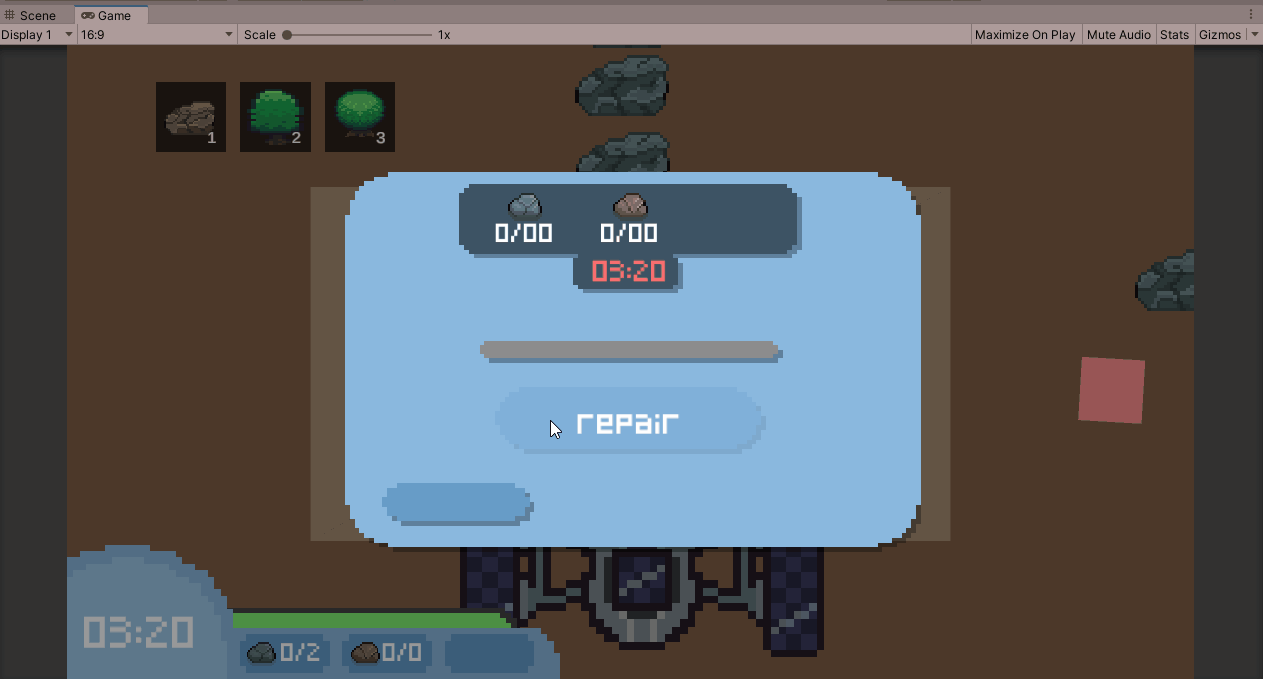 Scene Game
Display 1 16:9 Scale 1x Maximize On Play Mute Audio Stats Gizmos
1 2 3
0/00 0/00
03:20
repair
03:20
0/2 0/0